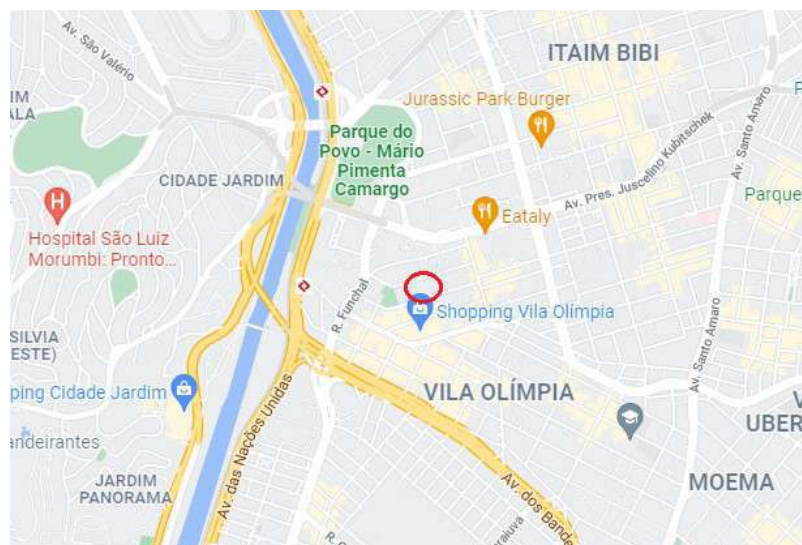 Av. São Valério
ITAIM BIBI
IM
ALA
Jurassic Park Burger
Parque do
Povo - Mário
Pimenta
Camargo
Av. Pres. Juscelino Kubitschek
Av. Santo Amaro
P
CIDADE JARDIM
Parque
Eataly
Hospital São Luiz
Morumbi: Pronto...
R. Funchal
Shopping Vila Olímpia
SILVIA
ESTE)
Av. Santo Amaro
ping Cidade Jardim
VILA OLÍMPIA
V
UBER
andeirantes
Av. das Nações Unidas
JARDIM
PANORAMA
MOEMA
Av. dos Bande
raiuva